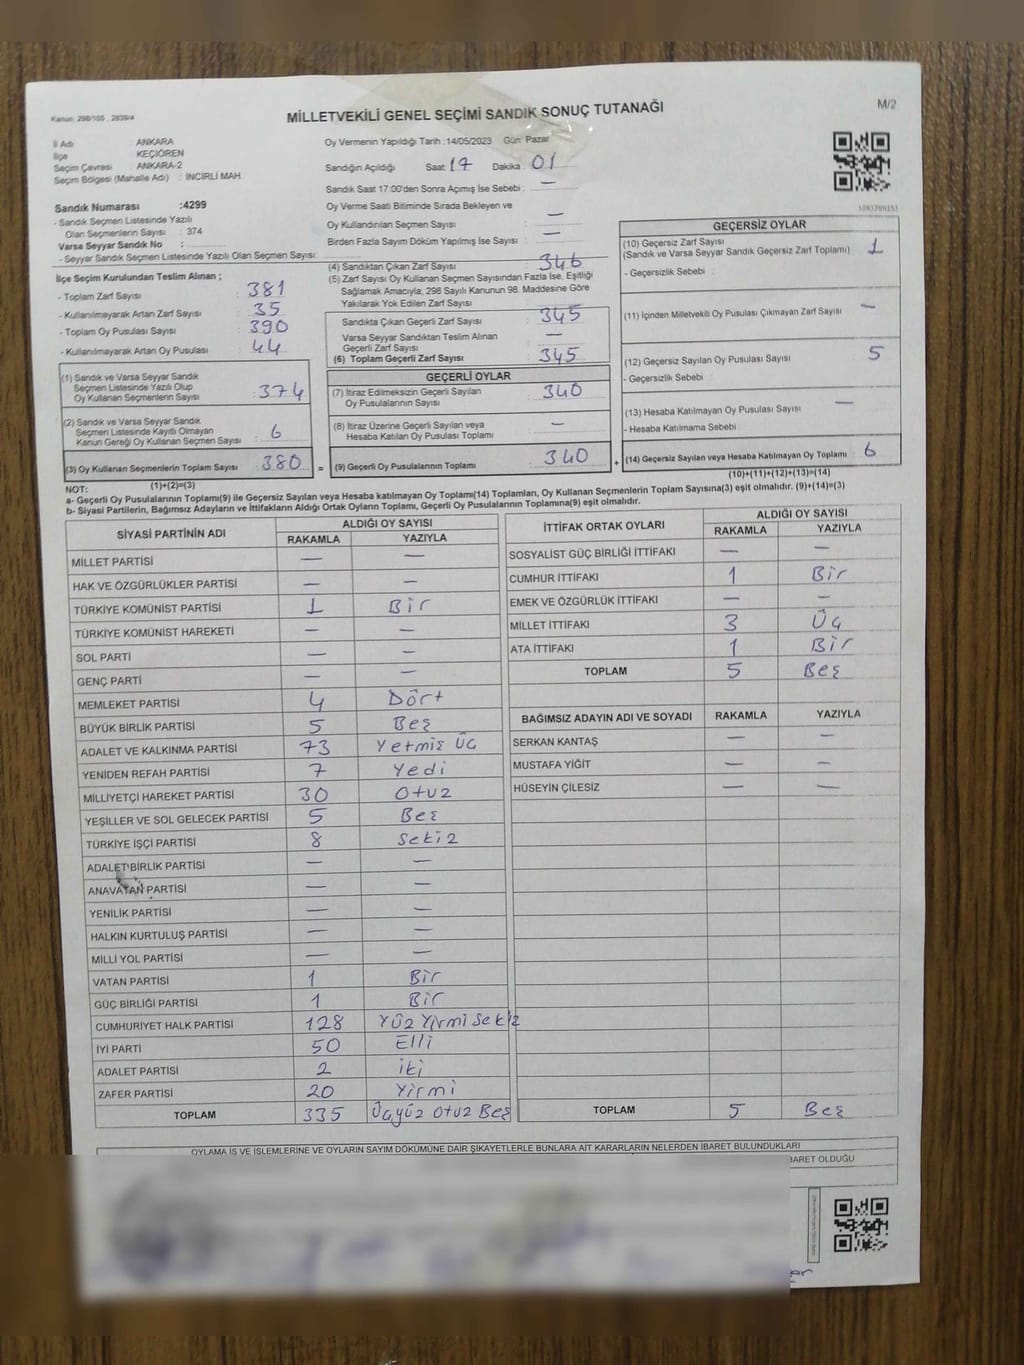 Kanun: 298/105 , 2839/4
MİLLETVEKİLİ GENEL SEÇİMİ SANDIK SONUÇ TUTANAĞI
M/2
İl Adı ANKARA
İlçe KEÇİÖREN
Seçim Çevresi : ANKARA-2
Seçim Bölgesi (Mahalle Adı) : İNCİRLİ MAH.
Oy Vermenin Yapıldığı Tarih :14/05/2023 Gün: Pazar
Sandığın Açıldığı Saat: 17 Dakika : 01
Sandık Saat 17:00'den Sonra Açımış İse Sebebi : —
Oy Verme Saati Bitiminde Sırada Bekleyen ve
Oy Kullandırılan Seçmen Sayısı : —
Birden Fazla Sayım Döküm Yapılmış İse Sayısı : —
Sandık Numarası :4299
- Sandık Seçmen Listesinde Yazılı
Olan Seçmenlerin Sayısı : 374
Varsa Seyyar Sandık No :
- Seyyar Sandık Seçmen Listesinde Yazılı Olan Seçmen Sayısı:
İlçe Seçim Kurulundan Teslim Alınan ;
- Toplam Zarf Sayısı : 381
- Kullanılmayarak Artan Zarf Sayısı : 35
- Toplam Oy Pusulası Sayısı : 390
- Kullanılmayarak Artan Oy Pusulası : 44
(4) Sandıktan Çıkan Zarf Sayısı : 346
(5) Zarf Sayısı Oy Kullanan Seçmen Sayısından Fazla İse, Eşitliği
Sağlamak Amacıyla, 298 Sayılı Kanunun 98. Maddesine Göre
Yakılarak Yok Edilen Zarf Sayısı :
Sandıkta Çıkan Geçerli Zarf Sayısı : 345
Varsa Seyyar Sandıktan Teslim Alınan
Geçerli Zarf Sayısı : —
(6) Toplam Geçerli Zarf Sayısı : 345
GEÇERSİZ OYLAR
(10) Geçersiz Zarf Sayısı
(Sandık ve Varsa Seyyar Sandık Geçersiz Zarf Toplamı) : 1
- Geçersizlik Sebebi :
(11) İçinden Milletvekili Oy Pusulası Çıkmayan Zarf Sayısı : —
(12) Geçersiz Sayılan Oy Pusulası Sayısı : 5
- Geçersizlik Sebebi :
(13) Hesaba Katılmayan Oy Pusulası Sayısı : —
- Hesaba Katılmama Sebebi :
(14) Geçersiz Sayılan veya Hesaba Katılmayan Oy Toplamı : 6
(10)+(11)+(12)+(13)=(14)
(1) Sandık ve Varsa Seyyar Sandık
Seçmen Listesinde Yazılı Olup
Oy Kullanan Seçmenlerin Sayısı : 374
(2) Sandık ve Varsa Seyyar Sandık
Seçmen Listesinde Kayıtlı Olmayan
Kanun Gereği Oy Kullanan Seçmen Sayısı : 6
(3) Oy Kullanan Seçmenlerin Toplam Sayısı : 380 =
(1)+(2)=(3)
GEÇERLİ OYLAR
(7) İtiraz Edilmeksizin Geçerli Sayılan
Oy Pusulalarının Sayısı : 340
(8) İtiraz Üzerine Geçerli Sayılan veya
Hesaba Katılan Oy Pusulası Toplamı : —
(9) Geçerli Oy Pusulalarının Toplamı : 340 +
NOT:
a- Geçerli Oy Pusulalarının Toplamı(9) ile Geçersiz Sayılan veya Hesaba katılmayan Oy Toplamı(14) Toplamları, Oy Kullanan Seçmenlerin Toplam Sayısına(3) eşit olmalıdır. (9)+(14)=(3)
b- Siyasi Partilerin, Bağımsız Adayların ve İttifakların Aldığı Ortak Oyların Toplamı, Geçerli Oy Pusulalarının Toplamına(9) eşit olmalıdır.
SİYASİ PARTİNİN ADI ALDIĞI OY SAYISI
RAKAMLA YAZIYLA
MİLLET PARTİSİ — —
HAK VE ÖZGÜRLÜKLER PARTİSİ — —
TÜRKİYE KOMÜNİST PARTİSİ 1 Bir
TÜRKİYE KOMÜNİST HAREKETİ — —
SOL PARTİ — —
GENÇ PARTİ — —
MEMLEKET PARTİSİ 4 Dört
BÜYÜK BİRLİK PARTİSİ 5 Beş
ADALET VE KALKINMA PARTİSİ 73 Yetmiş Üç
YENİDEN REFAH PARTİSİ 7 Yedi
MİLLİYETÇİ HAREKET PARTİSİ 30 Otuz
YEŞİLLER VE SOL GELECEK PARTİSİ 5 Beş
TÜRKİYE İŞÇİ PARTİSİ 8 Sekiz
ADALET BİRLİK PARTİSİ — —
ANAVATAN PARTİSİ — —
YENİLİK PARTİSİ — —
HALKIN KURTULUŞ PARTİSİ — —
MİLLİ YOL PARTİSİ — —
VATAN PARTİSİ 1 Bir
GÜÇ BİRLİĞİ PARTİSİ 1 Bir
CUMHURİYET HALK PARTİSİ 128 Yüz Yirmi Sekiz
İYİ PARTİ 50 Elli
ADALET PARTİSİ 2 iki
ZAFER PARTİSİ 20 Yirmi
TOPLAM 335 Üçyüz Otuz Beş
İTTİFAK ORTAK OYLARI ALDIĞI OY SAYISI
RAKAMLA YAZIYLA
SOSYALİST GÜÇ BİRLİĞİ İTTİFAKI — —
CUMHUR İTTİFAKI 1 Bir
EMEK VE ÖZGÜRLÜK İTTİFAKI — —
MİLLET İTTİFAKI 3 Üç
ATA İTTİFAKI 1 Bir
TOPLAM 5 Beş
BAĞIMSIZ ADAYIN ADI VE SOYADI RAKAMLA YAZIYLA
SERKAN KANTAŞ — —
MUSTAFA YİĞİT — —
HÜSEYİN ÇİLESİZ — —
TOPLAM 5 Beş
OYLAMA İŞ VE İŞLEMLERİNE VE OYLARIN SAYIM DÖKÜMÜNE DAİR ŞİKAYETLERLE BUNLARA AİT KARARLARIN NELERDEN İBARET BULUNDUKLARI
İBARET OLDUĞU